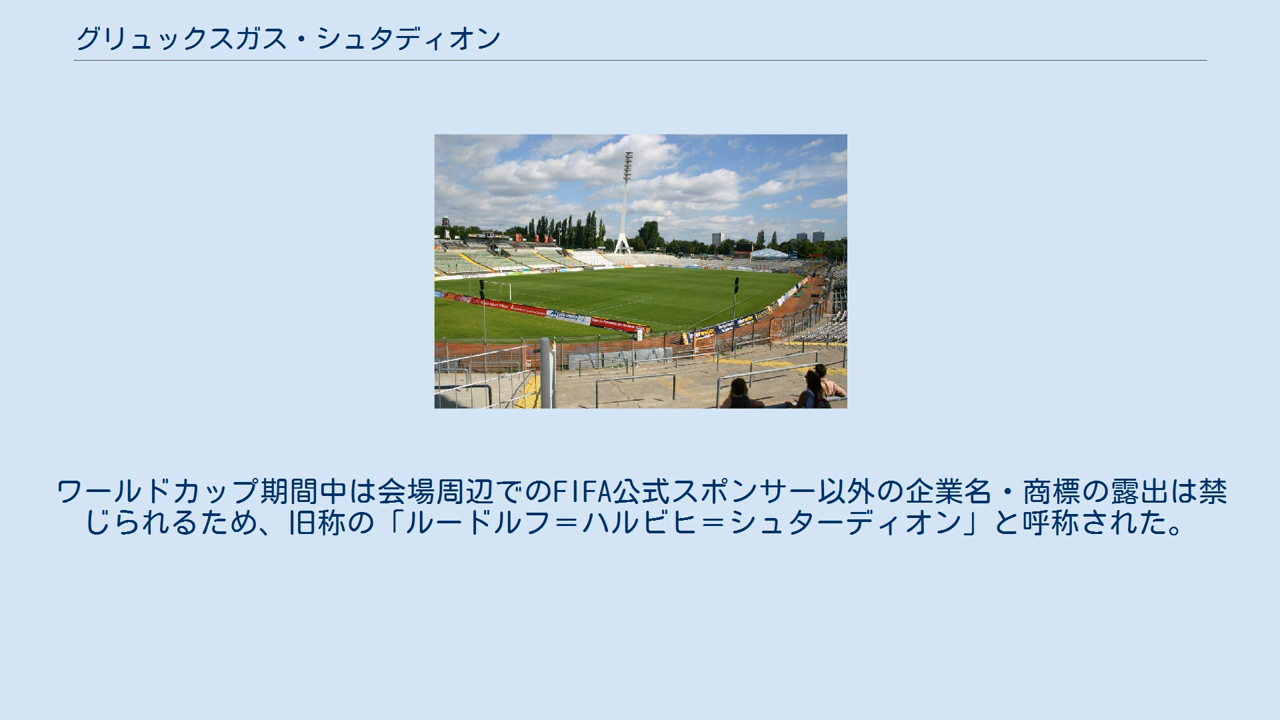 グリュックスガス・シュタディオン
ワールドカップ期間中は会場周辺でのFIFA公式スポンサー以外の企業名・商標の露出は禁
じられるため、旧称の「ルードルフ＝ハルビヒ＝シュターディオン」と呼称された。